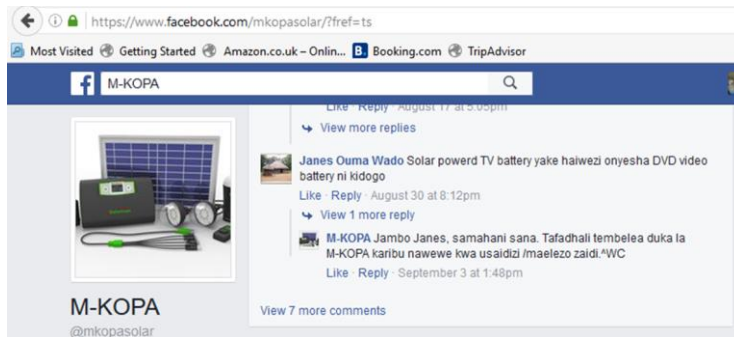 https://www.facebook.com/mkopasolar/?fref=ts
Most Visited Getting Started Amazon.co.uk – Onlin... B. Booking.com TripAdvisor
f M-KOPA
Like · Reply · August 17 at 5:05pm
View more replies
Janes Ouma Wado Solar powerd TV battery yake haiwezi onyesha DVD video
battery ni kidogo
Like · Reply · August 30 at 8:12pm
View 1 more reply
M-KOPA Jambo Janes, samahani sana. Tafadhali tembelea duka la
M-KOPA karibu nawewe kwa usaidizi /maelezo zaidi.^WC
Like · Reply · September 3 at 1:48pm
View 7 more comments
M-KOPA
@mkopasolar